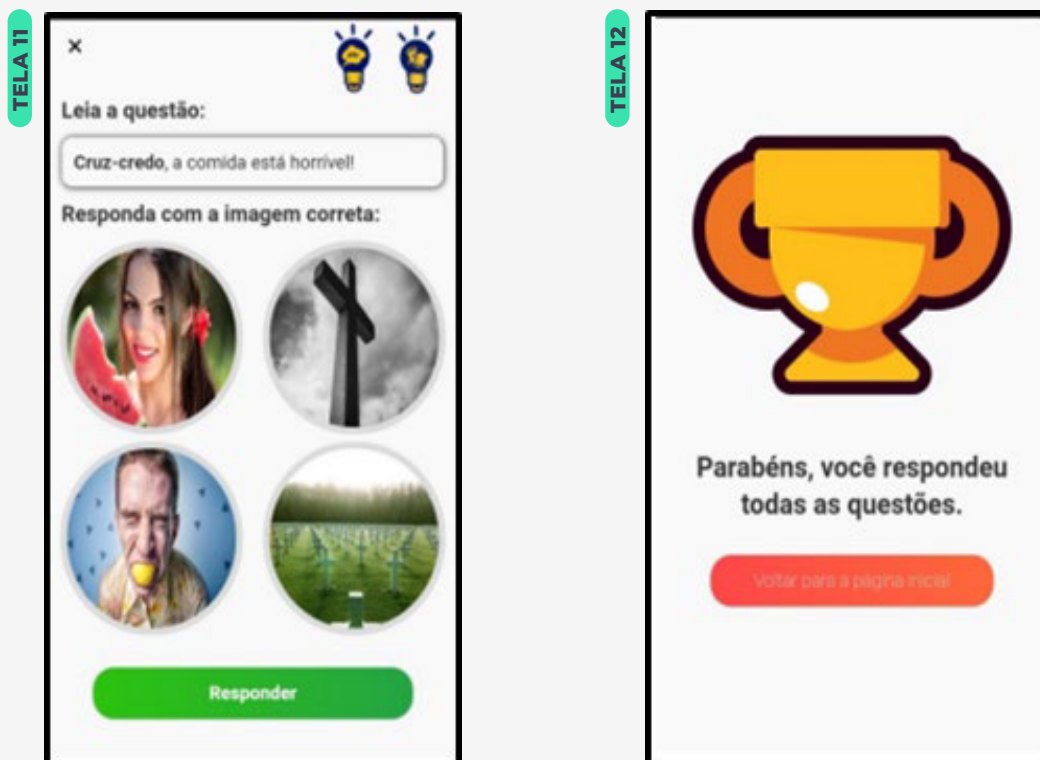 TELA 11
×
Leia a questão:
Cruz-credo, a comida está horrível!
Responda com a imagem correta:
Responder
TELA 12
Parabéns, você respondeu
todas as questões.
Voltar para a página inicial